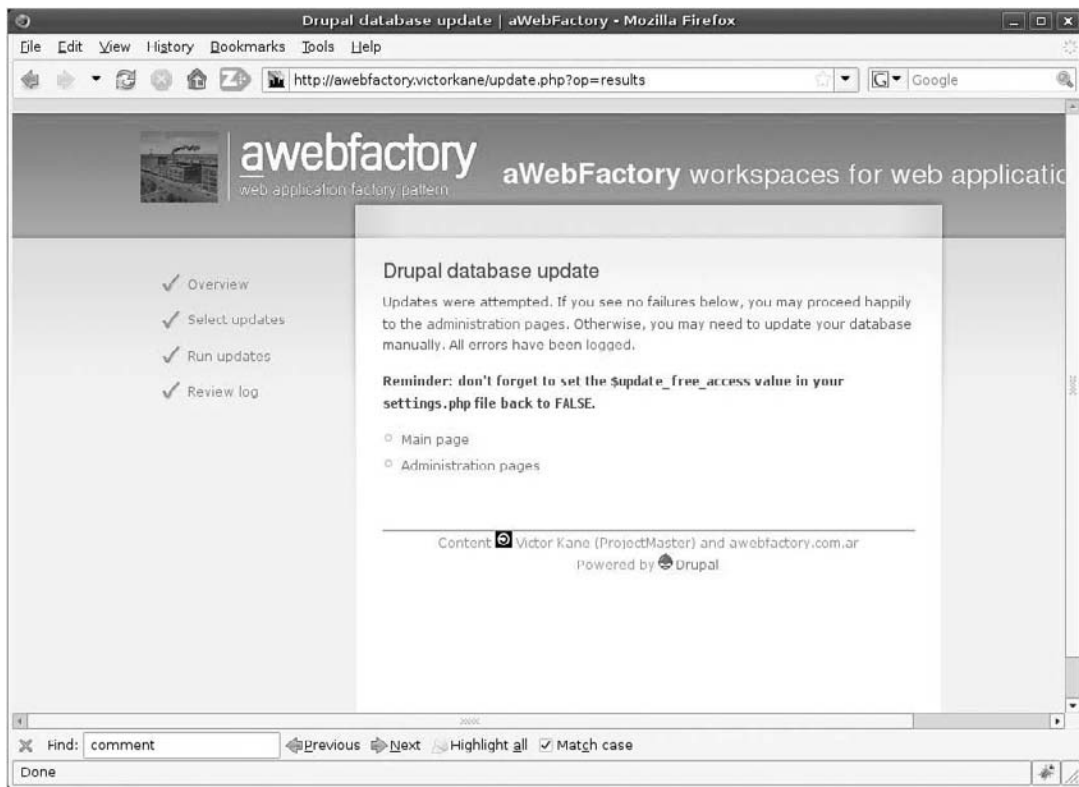 Drupal database update | aWebFactory - Mozilla Firefox
File Edit View History Bookmarks Tools Help
http://awebfactory.victorkane/update.php?op=results
G Google
awebfactory
web application factory pattern
aWebFactory workspaces for web applicatio
Overview
Select updates
Run updates
Review log
Drupal database update
Updates were attempted. If you see no failures below, you may proceed happily
to the administration pages. Otherwise, you may need to update your database
manually. All errors have been logged.
Reminder: don't forget to set the $update_free_access value in your
settings.php file back to FALSE.
Main page
Administration pages
Content Victor Kane (ProjectMaster) and awebfactory.com.ar
Powered by Drupal
Find: comment Previous Next Highlight all Match case
Done